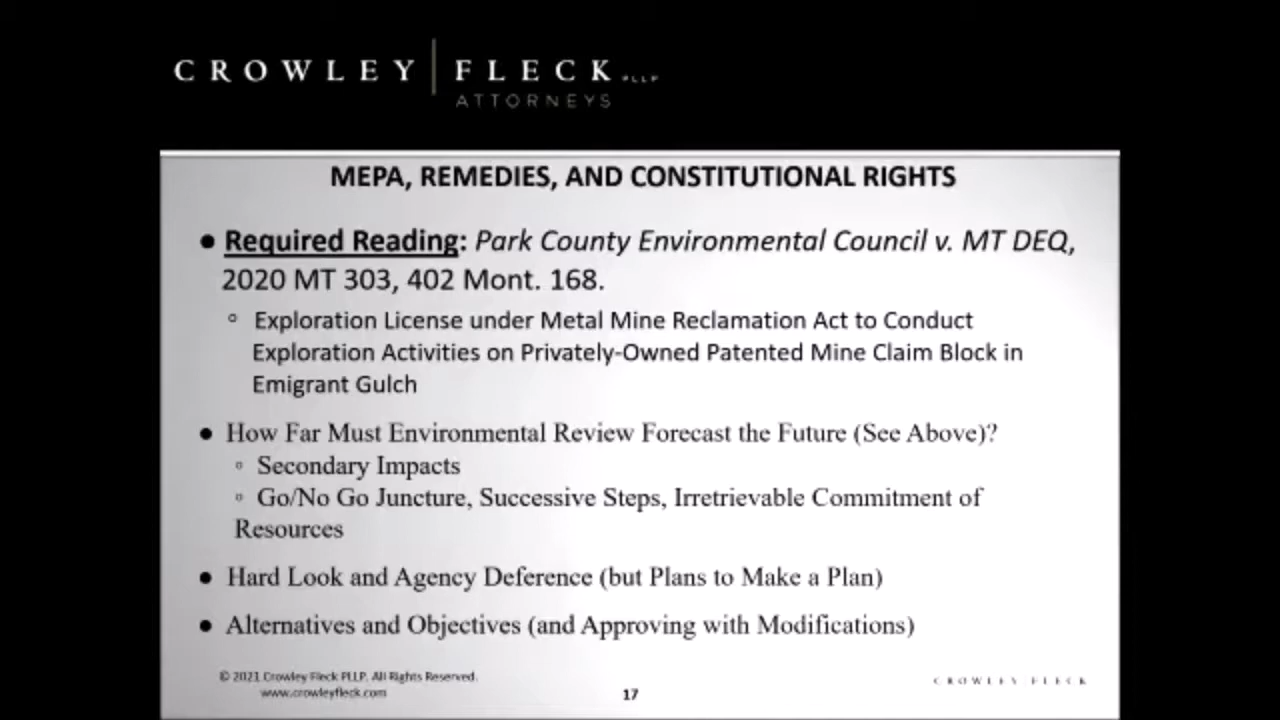 CROWLEY | FLECK PLLP
ATTORNEYS
MEPA, REMEDIES, AND CONSTITUTIONAL RIGHTS
● Required Reading: Park County Environmental Council v. MT DEQ,
2020 MT 303, 402 Mont. 168.
○ Exploration License under Metal Mine Reclamation Act to Conduct
Exploration Activities on Privately-Owned Patented Mine Claim Block in
Emigrant Gulch
● How Far Must Environmental Review Forecast the Future (See Above)?
○ Secondary Impacts
○ Go/No Go Juncture, Successive Steps, Irretrievable Commitment of
Resources
● Hard Look and Agency Deference (but Plans to Make a Plan)
● Alternatives and Objectives (and Approving with Modifications)
© 2021 Crowley Fleck PLLP. All Rights Reserved.
www.crowleyfleck.com
17
CROWLEY FLECK